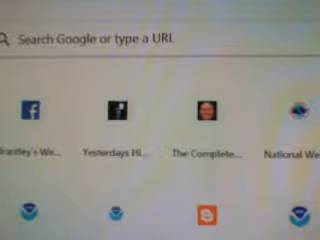 Search Google or type a URL
Brantley's We...
Yesterdays Hi...
The Complete...
National We